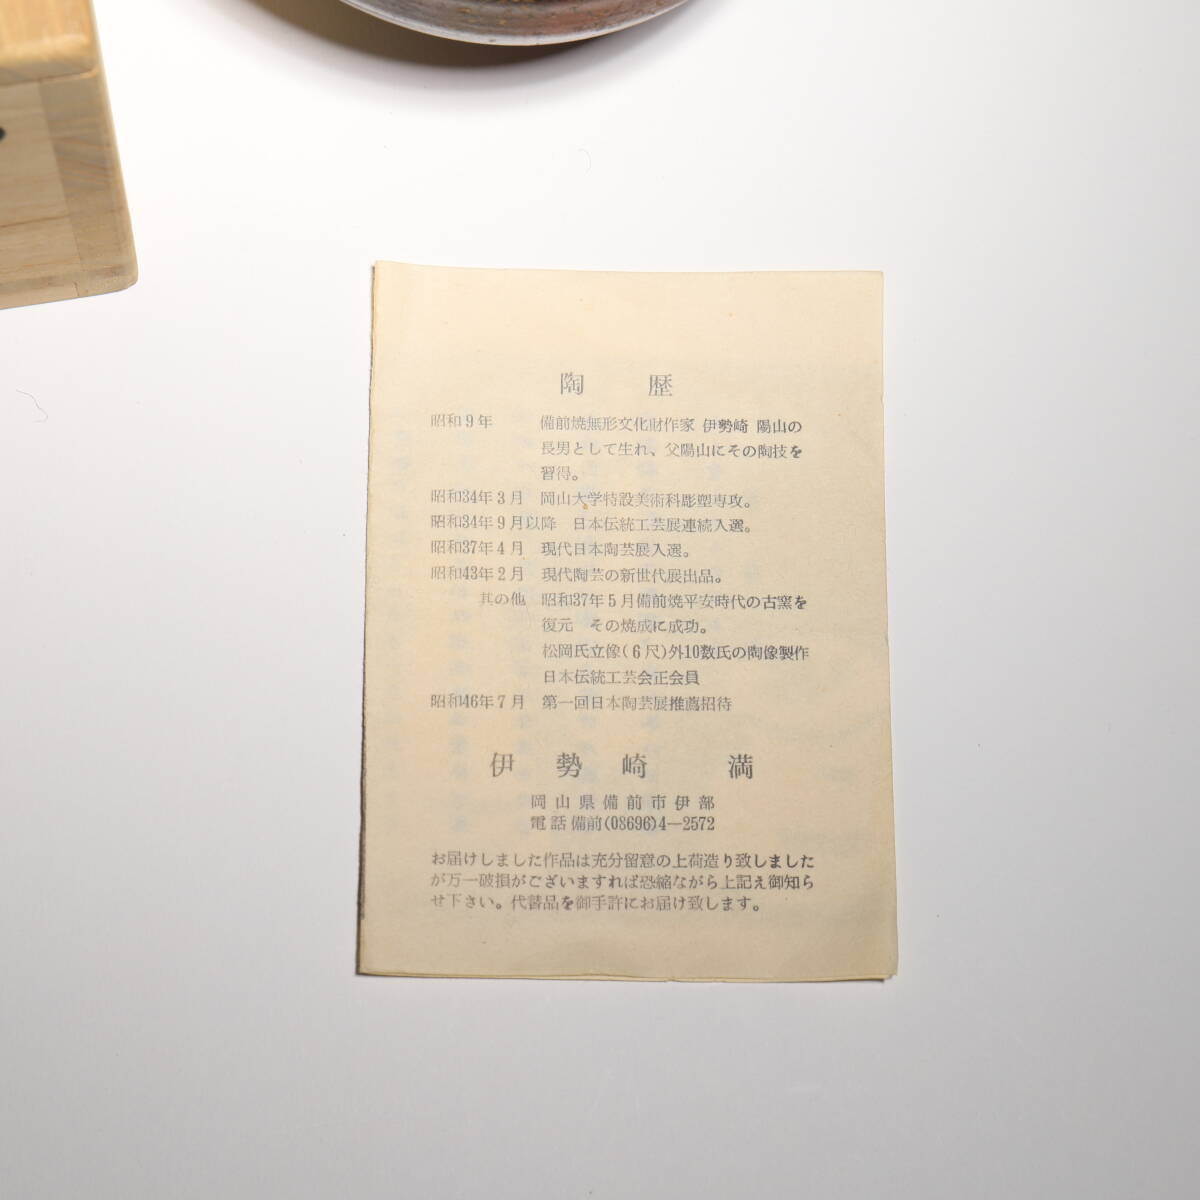 陶歴
昭和9年 備前焼無形文化財作家 伊勢崎 陽山の
長男として生れ、父陽山にその陶技を
習得。
昭和34年3月 岡山大学特設美術科彫塑専攻。
昭和34年9月以降 日本伝統工芸展連続入選。
昭和37年4月 現代日本陶芸展入選。
昭和43年2月 現代陶芸の新世代展出品。
其の他 昭和37年5月備前焼平安時代の古窯を
復元 その焼成に成功。
松岡氏立像(6尺)外10数氏の陶像製作
日本伝統工芸会正会員
昭和46年7月 第一回日本陶芸展推薦招待
伊勢崎 満
岡山県備前市伊部
電話備前(08696)4—2572
お届けしました作品は充分留意の上荷造り致しました
が万一破損がございますれば恐縮ながら上記え御知ら
せ下さい。代替品を御手許にお届け致します。